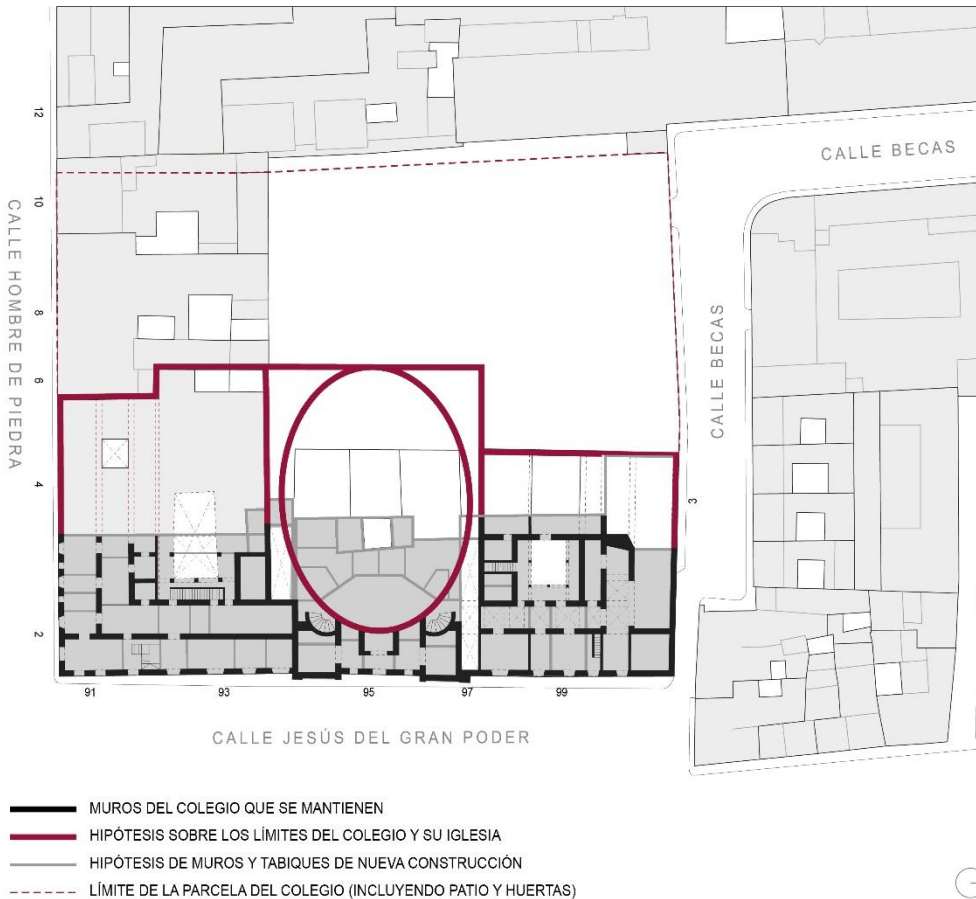 12
CALLE BECAS
10
CALLE HOMBRE DE PIEDRA
8
CALLE BECAS
6
4
3
2
91
93
95
97
99
CALLE JESÚS DEL GRAN PODER
MUROS DEL COLEGIO QUE SE MANTIENEN
HIPÓTESIS SOBRE LOS LÍMITES DEL COLEGIO Y SU IGLESIA
HIPÓTESIS DE MUROS Y TABIQUES DE NUEVA CONSTRUCCIÓN
LÍMITE DE LA PARCELA DEL COLEGIO (INCLUYENDO PATIO Y HUERTAS)